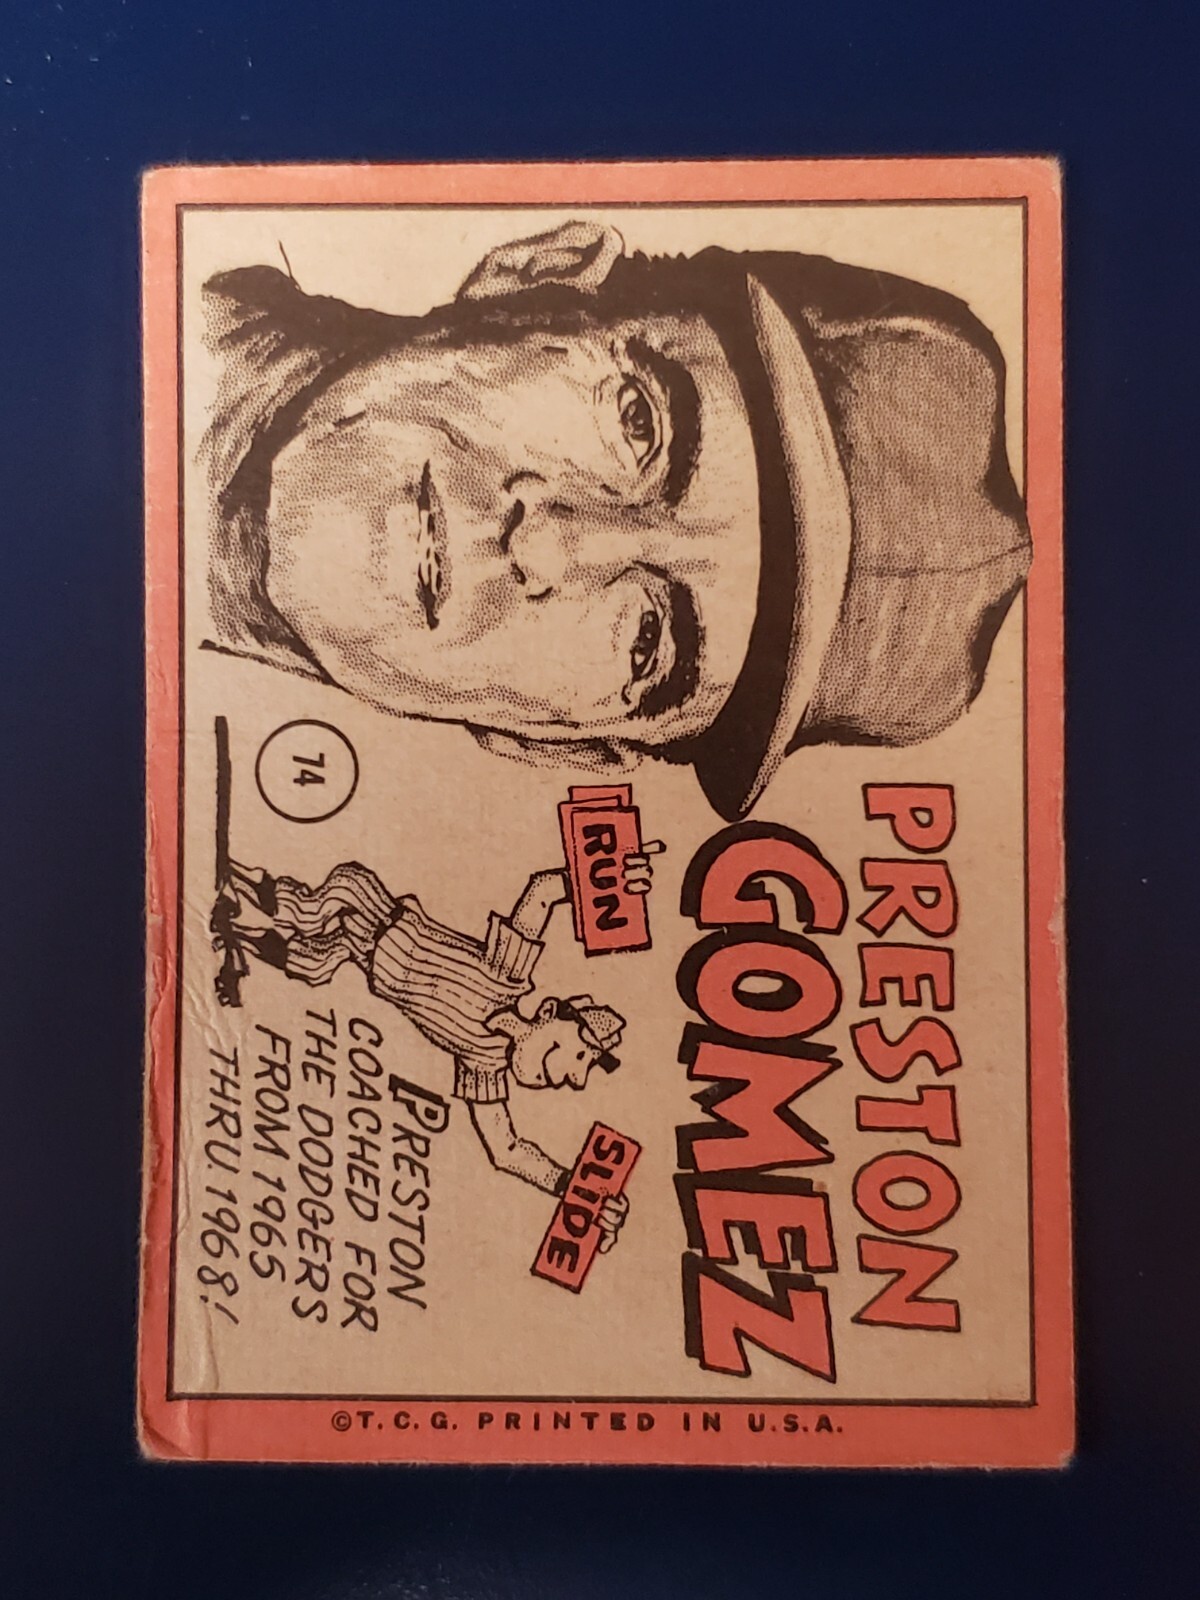 PRESTON
GOMEZ
RUN
SLIDE
74
PRESTON
COACHED FOR
THE DODGERS
FROM 1965
THRU. 1968!
©T.C.G. PRINTED IN U.S.A.